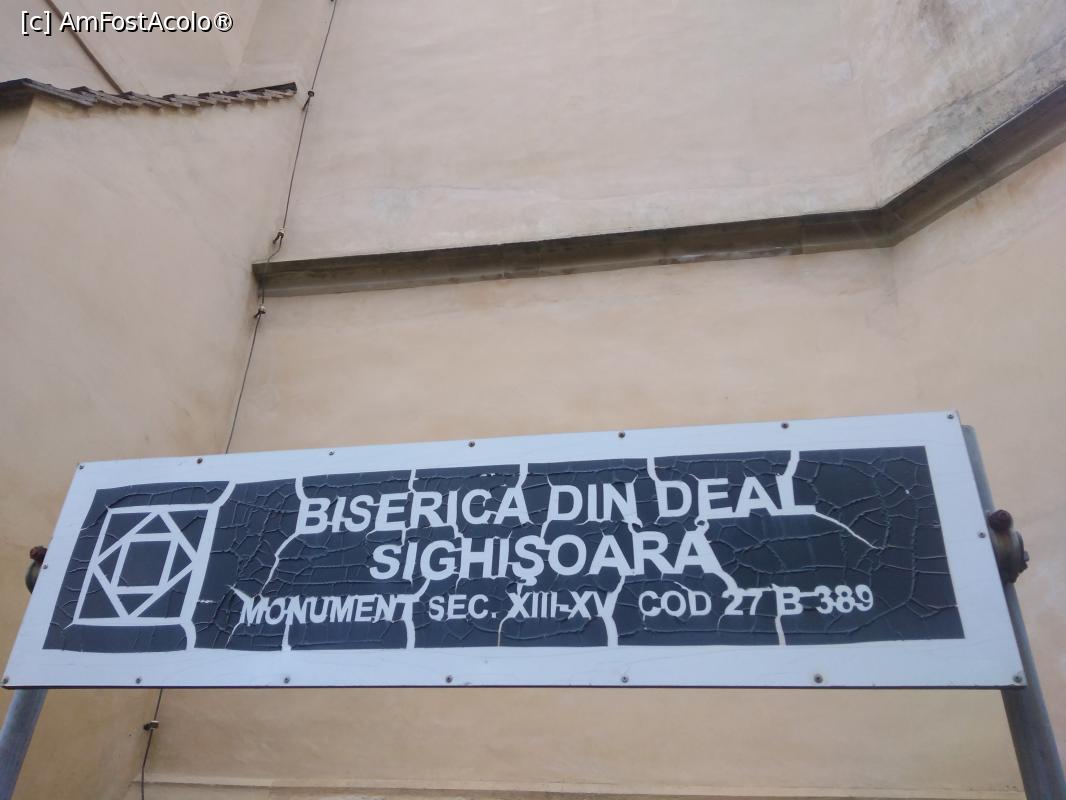 [c] AmFostAcolo®
BISERICA DIN DEAL
SIGHIŞOARA
MONUMENT SEC. XIII-XV COD 27 B 389